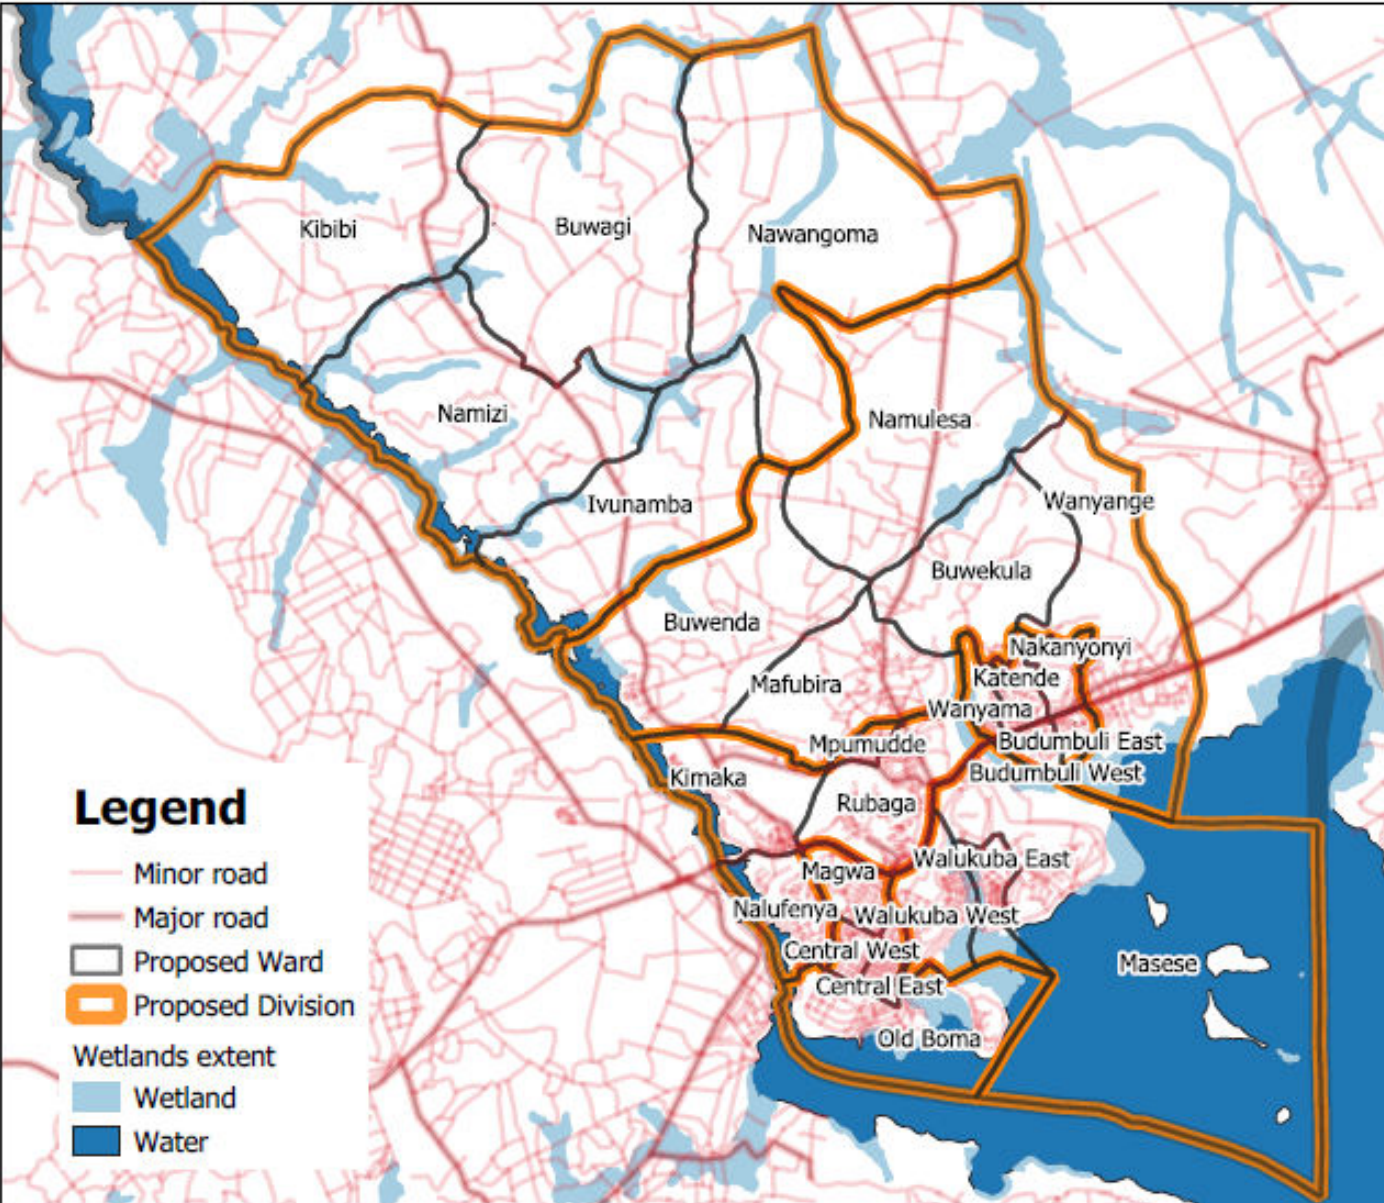 Kibibi
Buwagi
Nawangoma
Namizi
Namulesa
Ivunamba
Wanyange
Buwekula
Buwenda
Nakanyonyi
Katende
Mafubira
Wanyama
Mpumudde
Budumbuli East
Budumbuli West
Kimaka
Rubaga
Walukuba East
Magwa
Nalufenya
Walukuba West
Central West
Masese
Central East
Old Boma
Legend
Minor road
Major road
Proposed Ward
Proposed Division
Wetlands extent
Wetland
Water